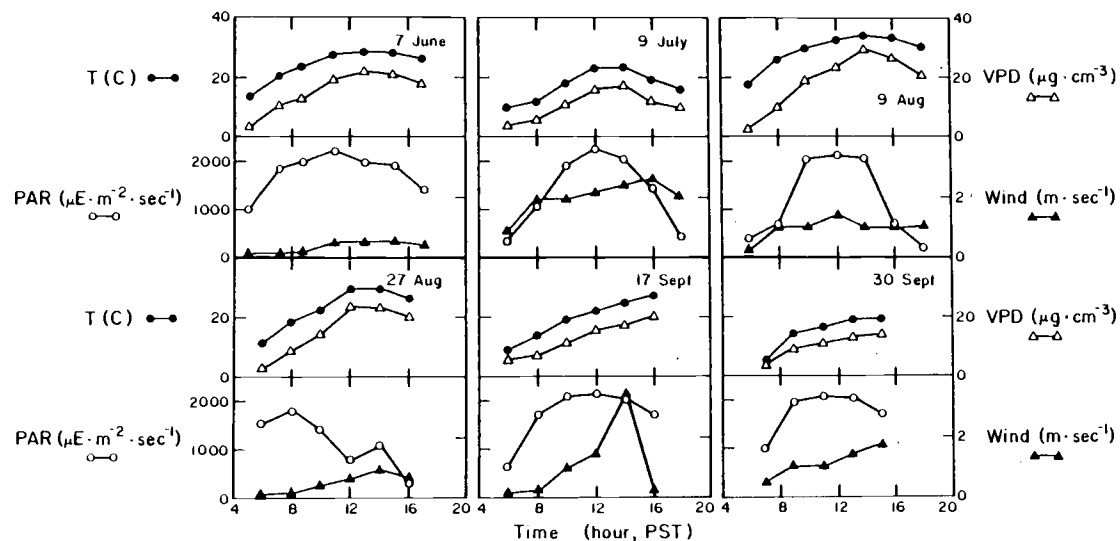 40
7 June
9 July
40
T (C)
20
9 Aug
20
VPD (μg·cm⁻³)
0
0
2000
PAR (μE·m⁻²·sec⁻¹)
1000
2
Wind (m·sec⁻¹)
0
0
27 Aug
17 Sept
30 Sept
T (C)
20
20
VPD (μg·cm⁻³)
0
0
2000
PAR (μE·m⁻²·sec⁻¹)
1000
2
Wind (m·sec⁻¹)
0
0
4 8 12 16 20 4 8 12 16 20 4 8 12 16 20
Time (hour, PST)